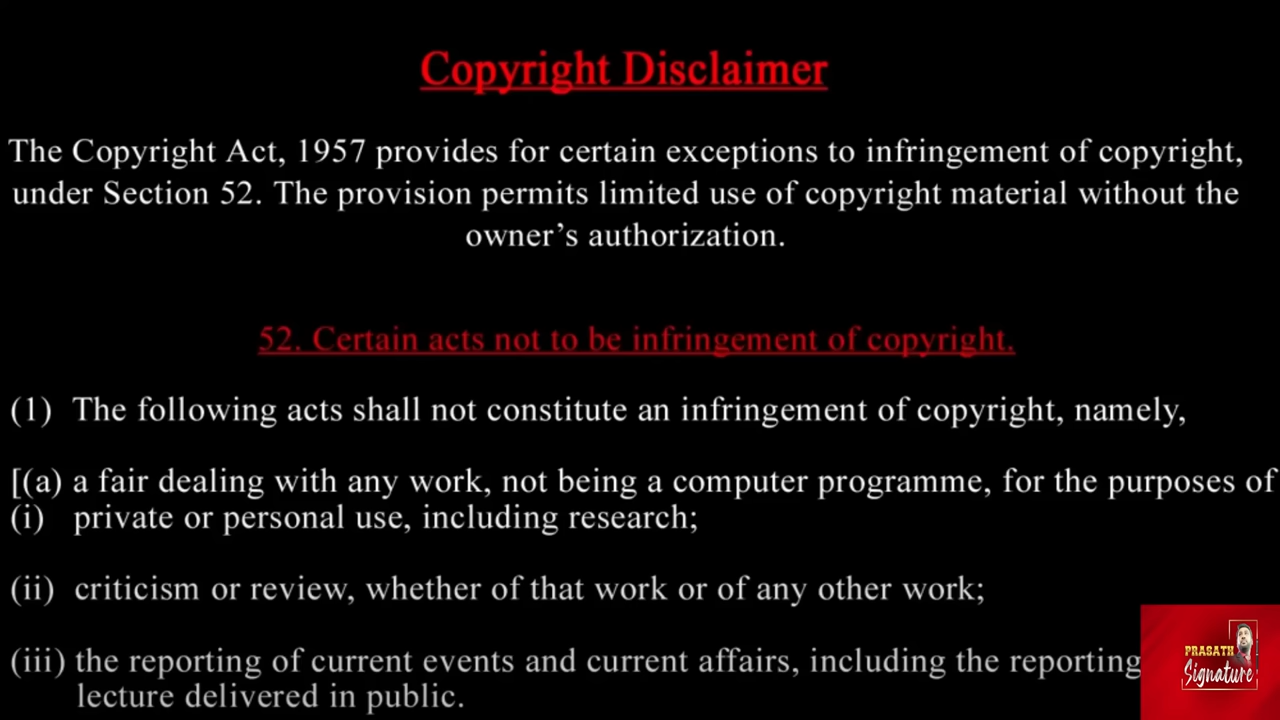 Copyright Disclaimer
The Copyright Act, 1957 provides for certain exceptions to infringement of copyright,
under Section 52. The provision permits limited use of copyright material without the
owner’s authorization.
52. Certain acts not to be infringement of copyright.
(1) The following acts shall not constitute an infringement of copyright, namely,
[(a) a fair dealing with any work, not being a computer programme, for the purposes of
(i) private or personal use, including research;
(ii) criticism or review, whether of that work or of any other work;
(iii) the reporting of current events and current affairs, including the reporting
lecture delivered in public.
PRASATH
Signature